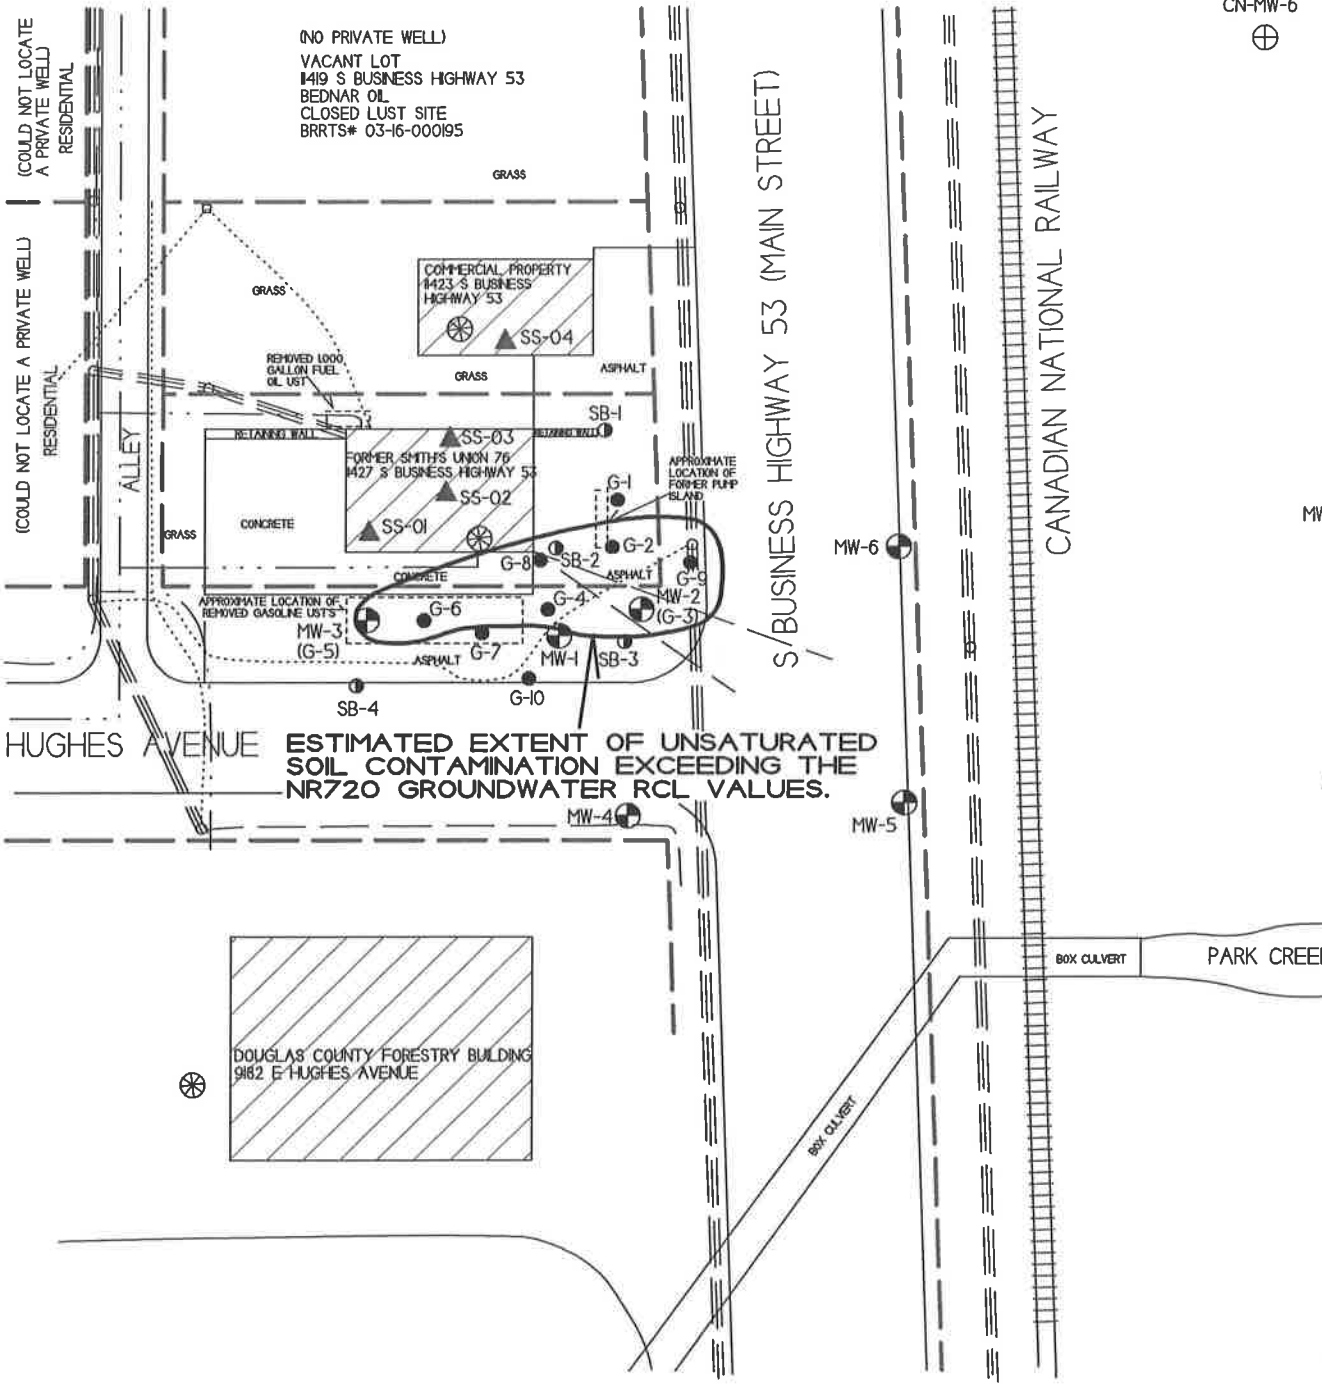 CN-MW-6
(COULD NOT LOCATE
A PRIVATE WELL)
RESIDENTIAL
(NO PRIVATE WELL)
VACANT LOT
11419 S BUSINESS HIGHWAY 53
BEDNAR OIL
CLOSED LUST SITE
BRRTS# 03-16-000195
GRASS
(COULD NOT LOCATE A PRIVATE WELL)
RESIDENTIAL
GRASS
COMMERCIAL PROPERTY
11423 S BUSINESS
HIGHWAY 53
SS-04
REMOVED 1,000
GALLON FUEL
OIL UST
GRASS
ASPHALT
S/BUSINESS HIGHWAY 53 (MAIN STREET)
CANADIAN NATIONAL RAILWAY
ALLEY
RETAINING WALL
SS-03
RETAINING WALL
SB-1
FORMER SMITH'S UNION 76
11427 S BUSINESS HIGHWAY 53
SS-02
SS-01
APPROXIMATE
LOCATION OF
FORMER PUMP
ISLAND
G-1
GRASS
CONCRETE
G-2
G-8
SB-2
G-9
CONCRETE
ASPHALT
MW-6
MW
APPROXIMATE LOCATION OF
REMOVED GASOLINE USTS
MW-3
(G-5)
G-6
G-4
MW-2
(G-3)
G-7
MW-1
SB-3
ASPHALT
G-10
SB-4
HUGHES AVENUE
ESTIMATED EXTENT OF UNSATURATED
SOIL CONTAMINATION EXCEEDING THE
NR720 GROUNDWATER RCL VALUES.
MW-4
MW-5
BOX CULVERT
PARK CREE
DOUGLAS COUNTY FORESTRY BUILDING
9182 E HUGHES AVENUE
BOX CULVERT